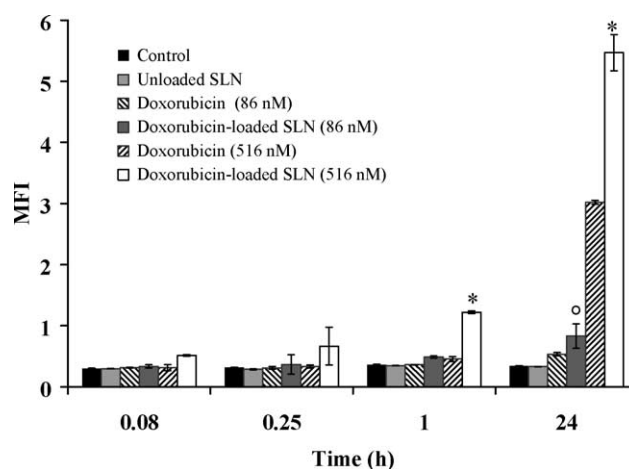 6
5
4
3
2
1
0
MFI
Control
Unloaded SLN
Doxorubicin (86 nM)
Doxorubicin-loaded SLN (86 nM)
Doxorubicin (516 nM)
Doxorubicin-loaded SLN (516 nM)
*
*
0.08 0.25 1 24
Time (h)